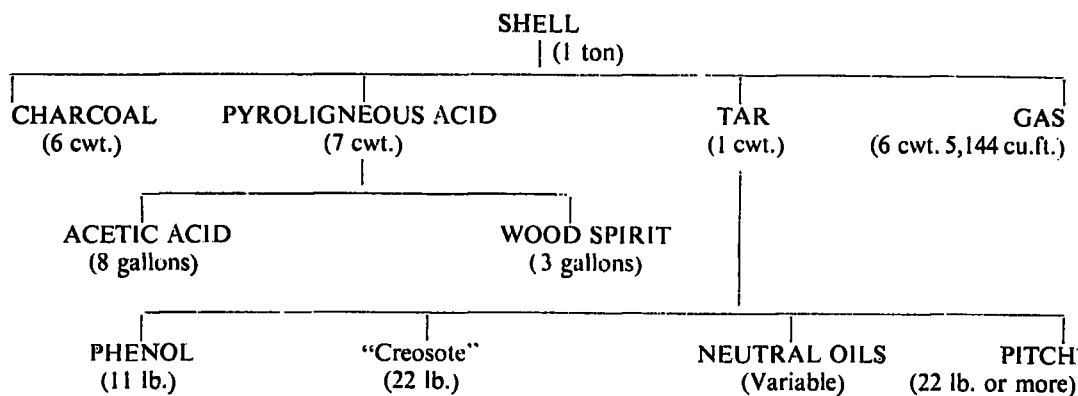 SHELL
(1 ton)
CHARCOAL PYROLIGNEOUS ACID TAR GAS
(6 cwt.) (7 cwt.) (1 cwt.) (6 cwt. 5,144 cu.ft.)
ACETIC ACID WOOD SPIRIT
(8 gallons) (3 gallons)
PHENOL "Creosote" NEUTRAL OILS PITCH
(11 lb.) (22 lb.) (Variable) (22 lb. or more)